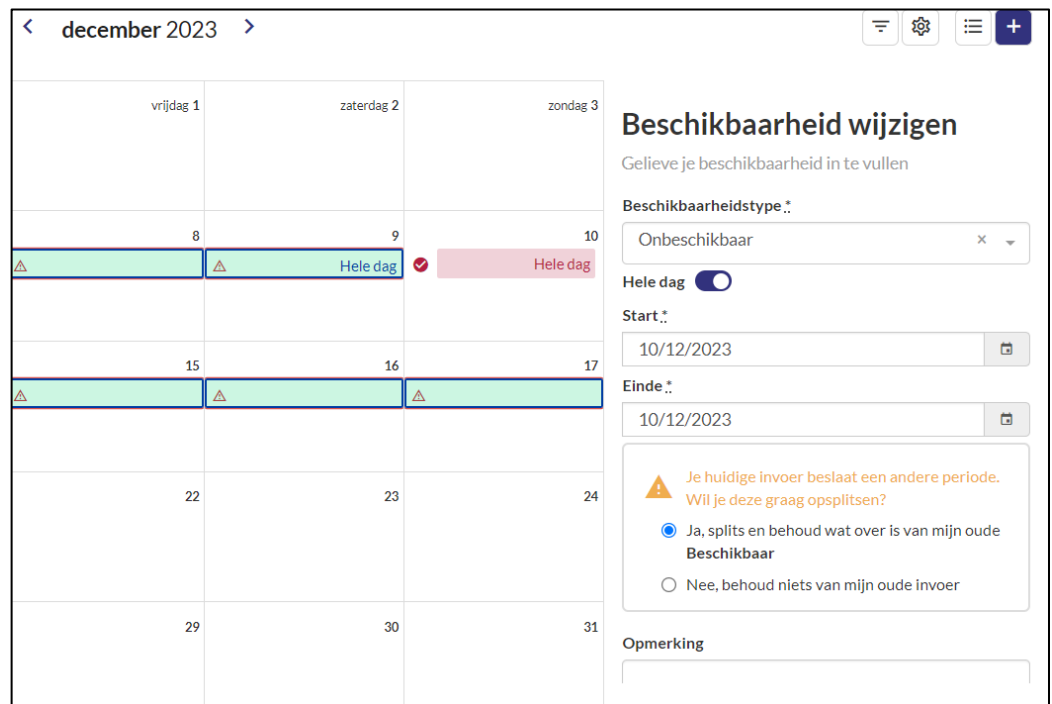 december 2023
vrijdag 1
zaterdag 2
zondag 3
8
9
10
Hele dag
Hele dag
15
16
17
22
23
24
29
30
31
Beschikbaarheid wijzigen
Gelieve je beschikbaarheid in te vullen
Beschikbaarheidstype *
Onbeschikbaar
Hele dag
Start *
10/12/2023
Einde *
10/12/2023
Je huidige invoer beslaat een andere periode.
Wil je deze graag opsplitsen?
Ja, splits en behoud wat over is van mijn oude
Beschikbaar
Nee, behoud niets van mijn oude invoer
Opmerking